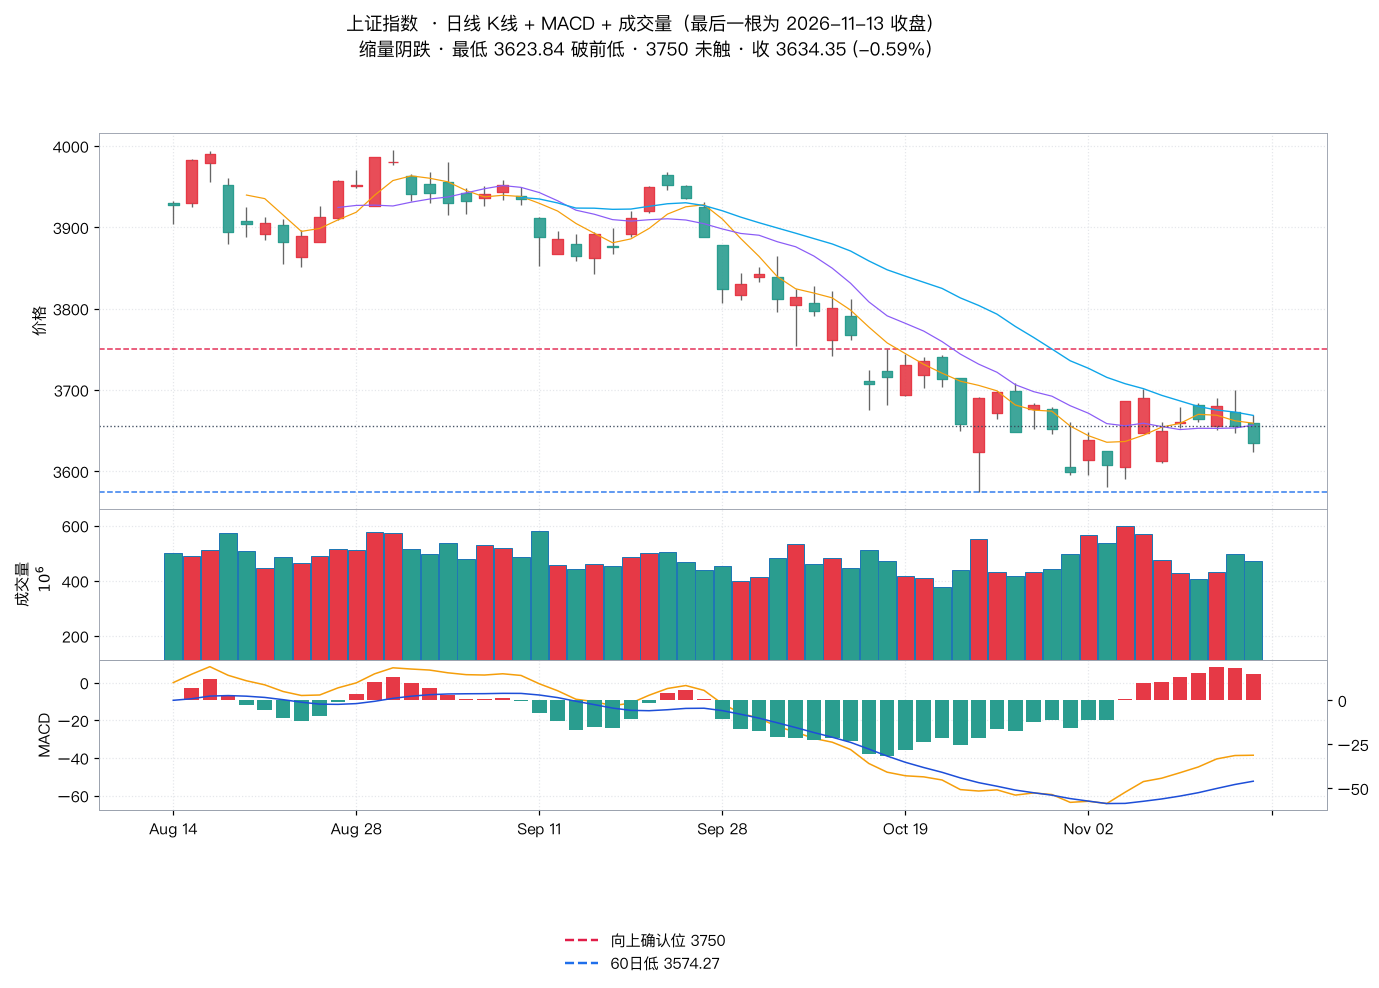 上证指数 · 日线 K线 + MACD + 成交量（最后一根为 2026−11−13 收盘）
缩量阴跌 · 最低 3623.84 破前低 · 3750 未触 · 收 3634.35 (−0.59%)
4000
3900
3800
3700
3600
价格
600
400
200
成交量
10⁶
0
−20
−40
−60
MACD
0
−25
−50
Aug 14
Aug 28
Sep 11
Sep 28
Oct 19
Nov 02
向上确认位 3750
60日低 3574.27